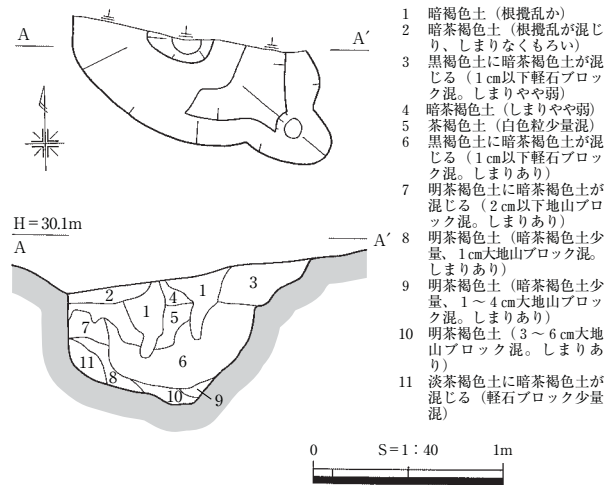 A
A′
H＝30.1m
A
A′
2
1
4
5
1
3
7
6
11
8
10
9
1 暗褐色土（根攪乱か）
2 暗茶褐色土（根攪乱が混じ
り、しまりなくもろい）
3 黒褐色土に暗茶褐色土が混
じる（１㎝以下軽石ブロッ
ク混。しまりやや弱）
4 暗茶褐色土（しまりやや弱）
5 茶褐色土（白色粒少量混）
6 黒褐色土に暗茶褐色土が混
じる（１㎝以下軽石ブロッ
ク混。しまりあり）
7 明茶褐色土に暗茶褐色土が
混じる（２㎝以下地山ブロ
ック混。しまりあり）
8 明茶褐色土（暗茶褐色土少
量、１㎝大地山ブロック混。
しまりあり）
9 明茶褐色土（暗茶褐色土少
量、１～４㎝大地山ブロッ
ク混。しまりあり）
10 明茶褐色土（３～６㎝大地
山ブロック混。しまりあ
り）
11 淡茶褐色土に暗茶褐色土が
混じる（軽石ブロック少量
混）
0 S＝1：40 1m